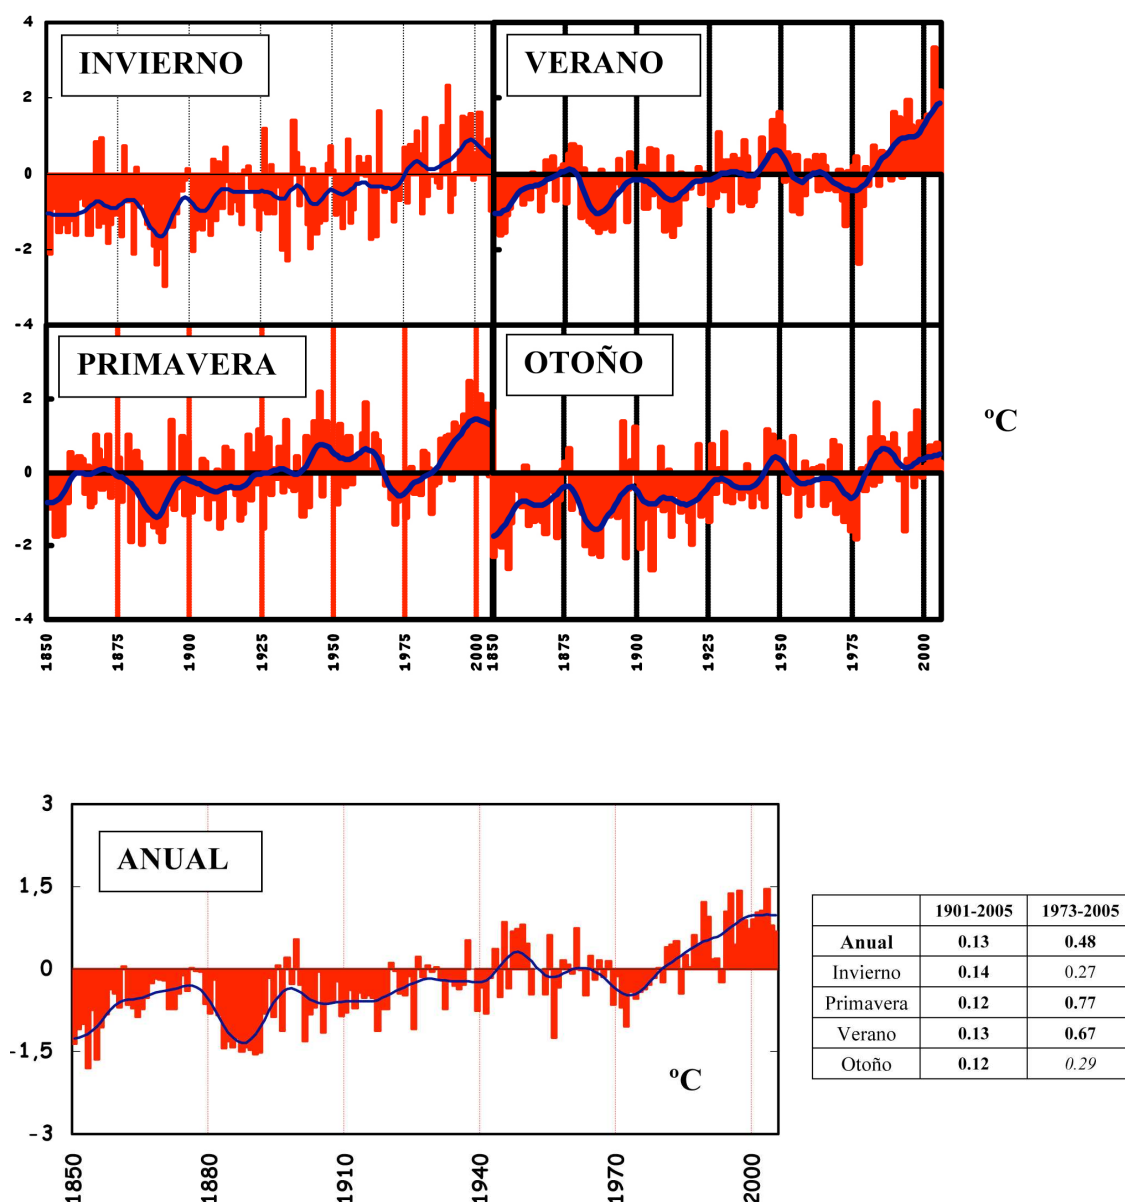 4
2
0
-2
-4
INVIERNO
VERANO
2
0
-2
-4
PRIMAVERA
OTOÑO
ºC
1850
1875
1900
1925
1950
1975
2000
1850
1875
1900
1925
1950
1975
2000
3
1,5
0
-1,5
-3
ANUAL
ºC
1850
1880
1910
1940
1970
2000
1901-2005 1973-2005
Anual 0.13 0.48
Invierno 0.14 0.27
Primavera 0.12 0.77
Verano 0.13 0.67
Otoño 0.12 0.29